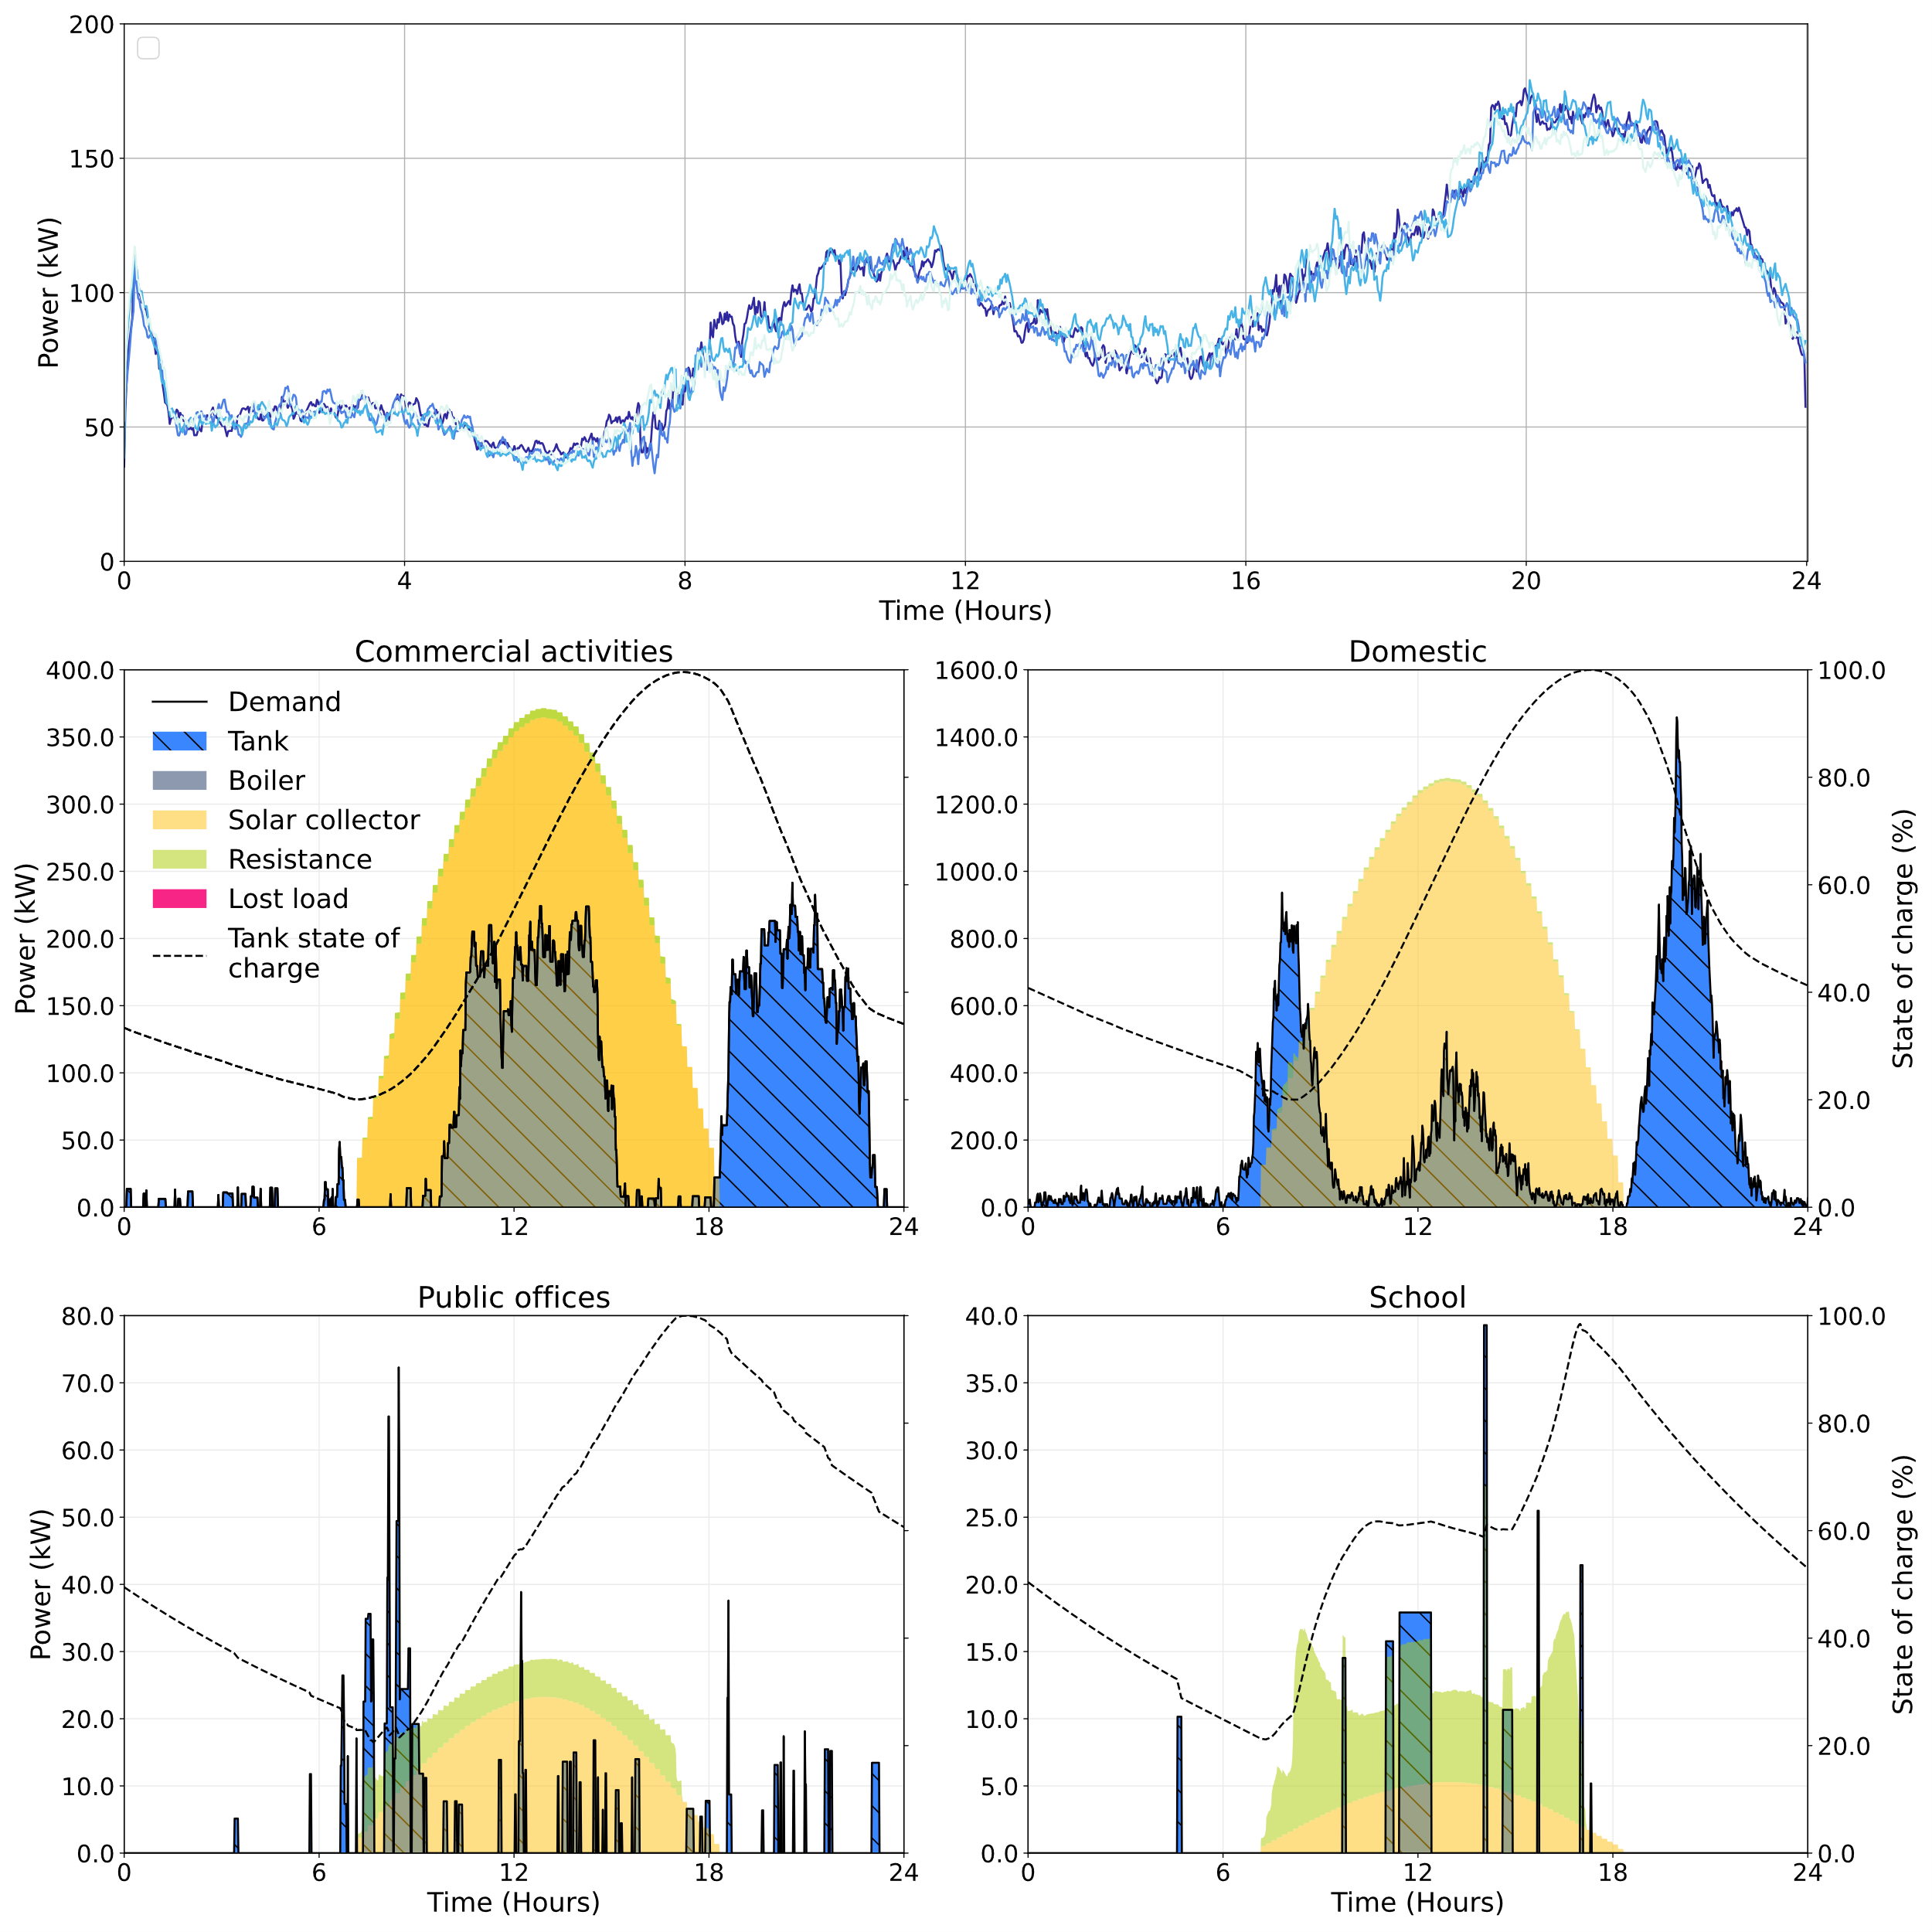 200
150
100
50
0
Power (kW)
0 4 8 12 16 20 24
Time (Hours)
Commercial activities
400.0
350.0
300.0
250.0
200.0
150.0
100.0
50.0
0.0
Power (kW)
Demand
Tank
Boiler
Solar collector
Resistance
Lost load
Tank state of
charge
0 6 12 18 24
Domestic
1600.0
1400.0
1200.0
1000.0
800.0
600.0
400.0
200.0
0.0
0 6 12 18 24
100.0
80.0
60.0
40.0
20.0
0.0
State of charge (%)
Public offices
80.0
70.0
60.0
50.0
40.0
30.0
20.0
10.0
0.0
Power (kW)
0 6 12 18 24
Time (Hours)
School
40.0
35.0
30.0
25.0
20.0
15.0
10.0
5.0
0.0
0 6 12 18 24
Time (Hours)
100.0
80.0
60.0
40.0
20.0
0.0
State of charge (%)